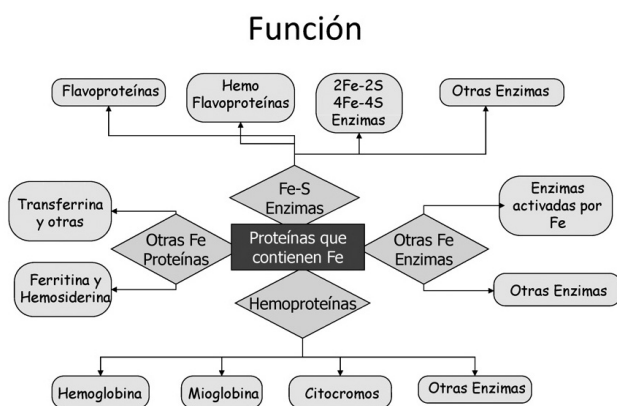 Función
Flavoproteínas
Hemo
Flavoproteínas
2Fe-2S
4Fe-4S
Enzimas
Otras Enzimas
Fe-S
Enzimas
Transferrina
y otras
Enzimas
activadas por
Fe
Otras Fe
Proteínas
Proteínas que
contienen Fe
Otras Fe
Enzimas
Ferritina y
Hemosiderina
Otras Enzimas
Hemoproteínas
Hemoglobina
Mioglobina
Citocromos
Otras Enzimas